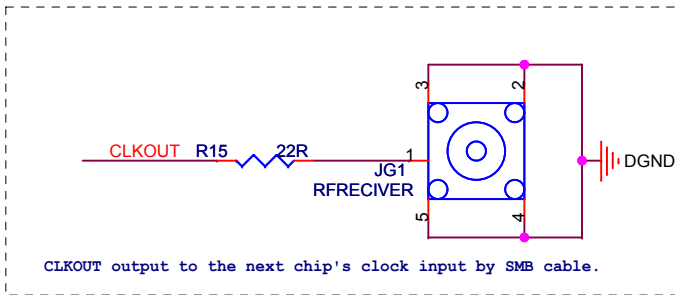 3
2
CLKOUT R15 22R
1
DGND
JG1
RFRECIVER
5
4
CLKOUT output to the next chip's clock input by SMB cable.